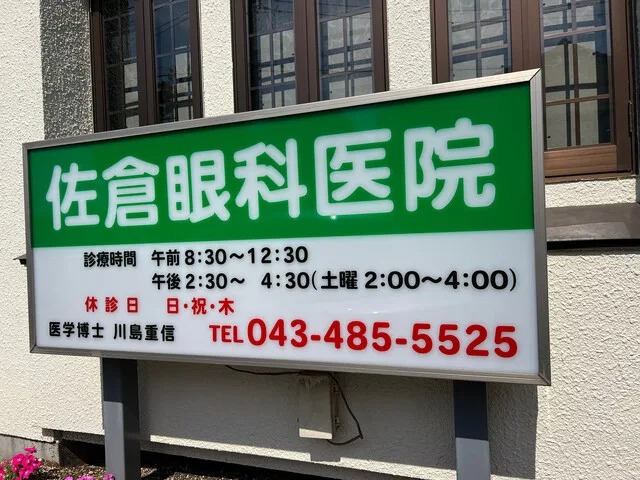 佐倉眼科医院
診療時間 午前 8:30〜12:30
午後 2:30〜 4:30(土曜 2:00〜4:00)
休診日 日・祝・木
医学博士 川島重信 TEL 043-485-5525